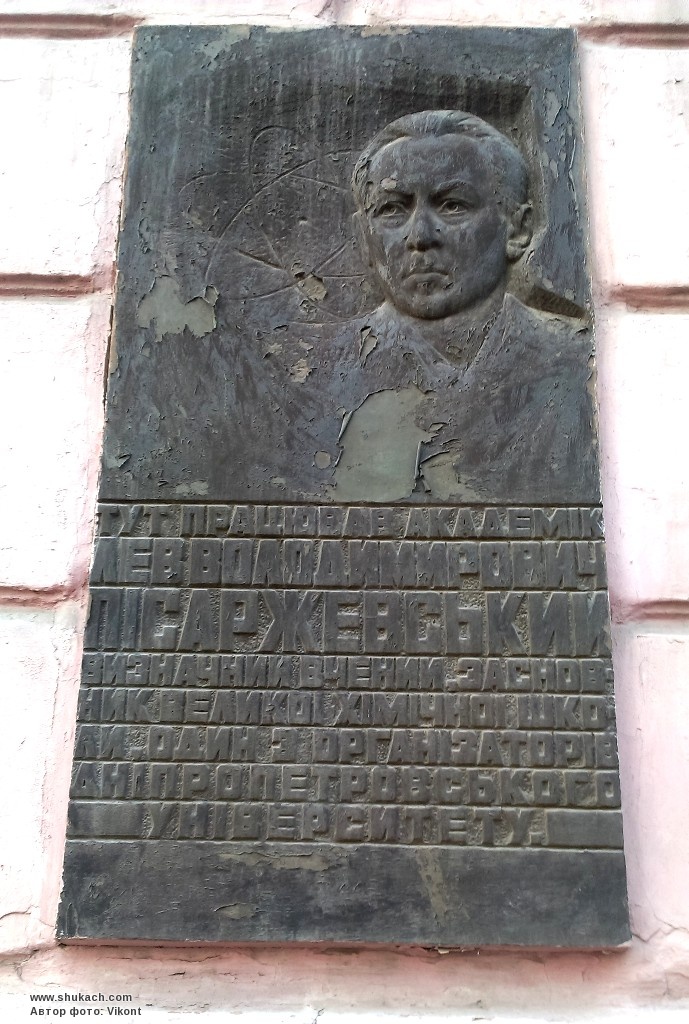 ТУТ ПРАЦЮВАВ АКАДЕМІК
ЛЕВ ВОЛОДИМИРОВИЧ
ПІСАРЖЕВСЬКИЙ
ВИЗНАЧНИЙ ВЧЕНИЙ, ЗАСНОВ
НИК ВЕЛИКОЇ ХІМІЧНОЇ ШКО
ЛИ, ОДИН З ОРГАНІЗАТОРІВ
ДНІПРОПЕТРОВСЬКОГО
УНІВЕРСИТЕТУ.
www.shukach.com
Автор фото: Vikont